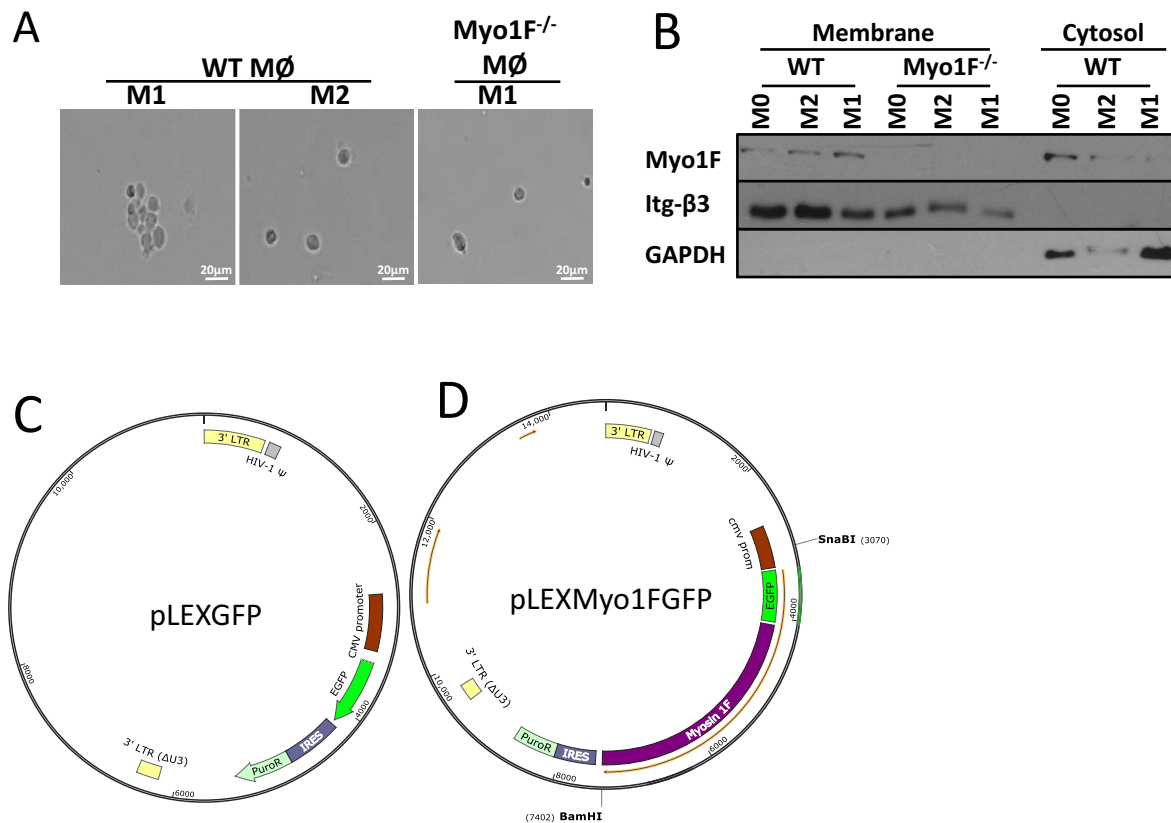 A
WT MØ
M1
M2
Myo1F-/-
MØ
M1
20µm
20µm
20µm
B
Membrane
Cytosol
WT
Myo1F-/-
WT
M0
M2
M1
M0
M2
M1
M0
M2
M1
Myo1F
Itg-β3
GAPDH
C
pLEXGFP
3' LTR
HIV-1 Ψ
2000
CMV promoter
EGFP
4000
IRES
PuroR
6000
3' LTR (ΔU3)
8000
10,000
D
pLEXMyo1FGFP
3' LTR
HIV-1 Ψ
2000
cmv prom
SnaBI (3070)
EGFP
4000
Myosin 1F
6000
(7402) BamHI
IRES
PuroR
8000
3' LTR (ΔU3)
10,000
12,000
14,000